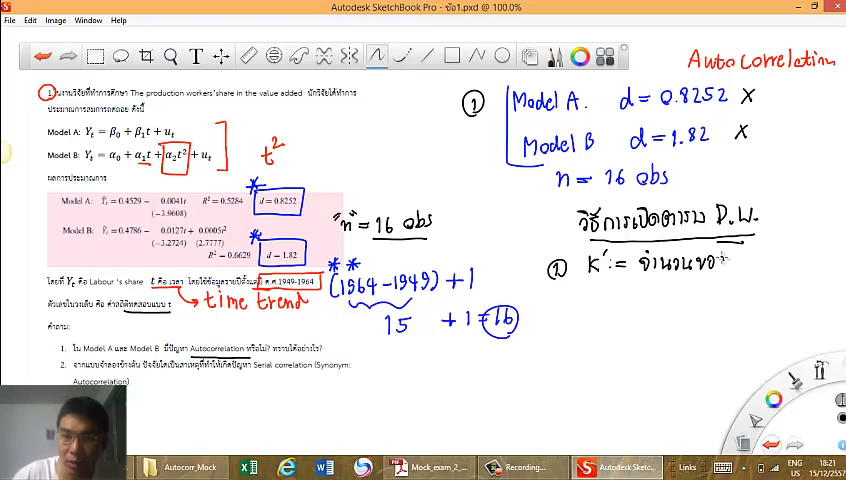 Autodesk SketchBook Pro - ข้อ1.pxd @ 100.0%
File Edit Image Window Help
1.ในงานวิจัยที่ทำการศึกษา The production workers'share in the value added นักวิจัยได้ทำการ
ประมาณการสมการถดถอย ดังนี้
Model A: Yt = β0 + β1t + ut
Model B: Yt = α0 + α1t + α2t² + ut
t²
ผลการประมาณการ
Model A: Ŷt = 0.4529 − 0.0041t R² = 0.5284 d = 0.8252
(−3.9608)
Model B: Ŷt = 0.4786 − 0.0127t + 0.0005t²
(−3.2724) (2.7777)
R² = 0.6629 d = 1.82
โดยที่ Yt คือ Labour's share t คือ เวลา โดยใช้ข้อมูลรายปีตั้งแต่ปี ค.ศ.1949-1964
ตัวเลขในวงเล็บ คือ ค่าสถิติทดสอบแบบ t
time trend
คำถาม:
1. ใน Model A และ Model B มีปัญหา Autocorrelation หรือไม่? ทราบได้อย่างไร?
2. จากแบบจำลองข้างต้น ปัจจัยใดเป็นสาเหตุที่ทำให้เกิดปัญหา Serial correlation (Synonym:
Autocorrelation)
"n" = 16 obs
* *
(1964 - 1949) + 1
15 + 1 = 16
Autocorrelation
① Model A. d = 0.8252 X
Model B d = 1.82 X
n = 16 obs
วิธีการเปิดตาราง D.W.
① K' := จำนวนขอ
Autocorr_Mock
Mock_exam_2_...
Recording...
Autodesk Sketc...
Links
ENG
US
18:21
15/12/2557